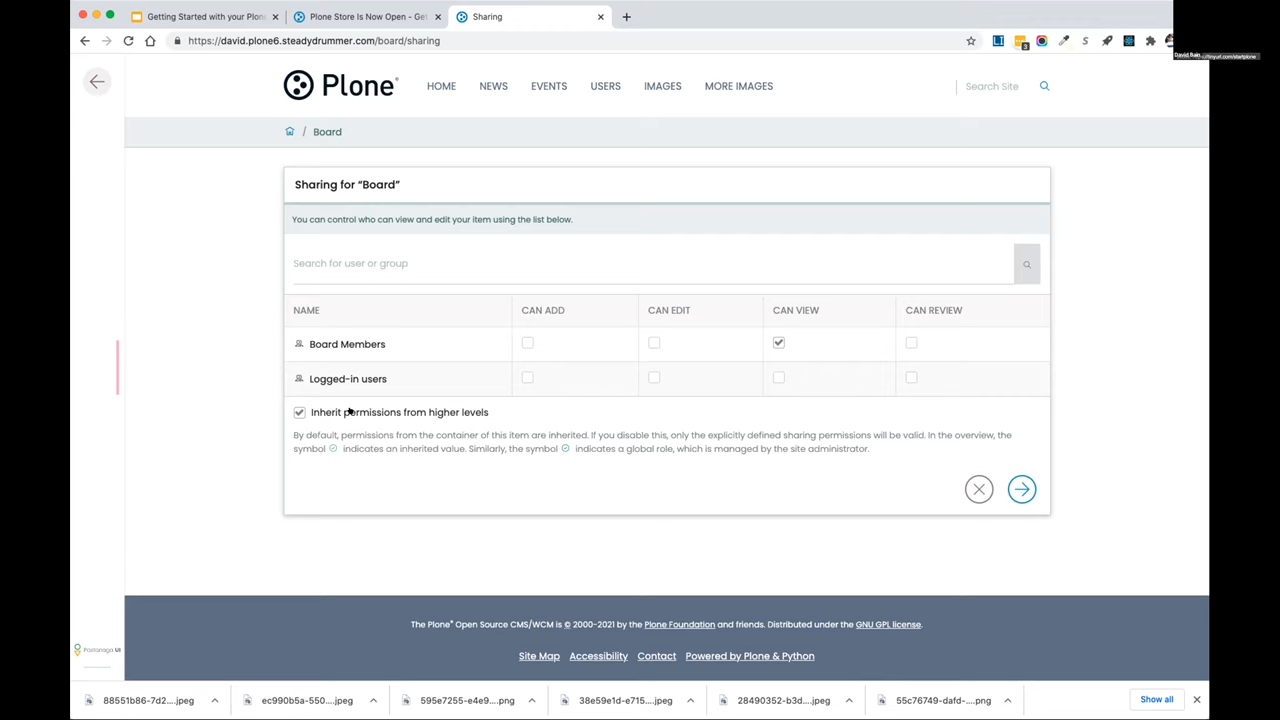 Getting Started with your Plone
Plone Store Is Now Open - Get
Sharing
https://david.plone6.steadydrummer.com/board/sharing
3
David Bain
Plone®
HOME
NEWS
EVENTS
USERS
IMAGES
MORE IMAGES
Search Site
/ Board
Sharing for “Board”
You can control who can view and edit your item using the list below.
Search for user or group
NAME
CAN ADD
CAN EDIT
CAN VIEW
CAN REVIEW
Board Members
Logged-in users
Inherit permissions from higher levels
By default, permissions from the container of this item are inherited. If you disable this, only the explicitly defined sharing permissions will be valid. In the overview, the
symbol indicates an inherited value. Similarly, the symbol indicates a global role, which is managed by the site administrator.
The Plone® Open Source CMS/WCM is © 2000-2021 by the Plone Foundation and friends. Distributed under the GNU GPL license.
Site Map
Accessibility
Contact
Powered by Plone & Python
Pastanaga UI
88551b86-7d2....jpeg
ec990b5a-550....jpeg
595e7255-e4e9....png
38e59e1d-e715....jpeg
28490352-b3d....jpeg
55c76749-dafd-....png
Show all